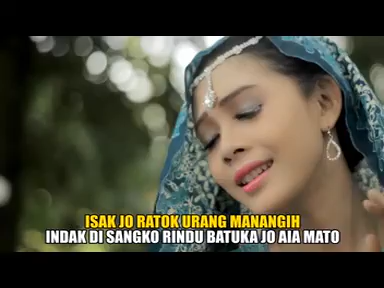 ISAK JO RATOK URANG MANANGIH
INDAK DI SANGKO RINDU BATUKA JO AIA MATO